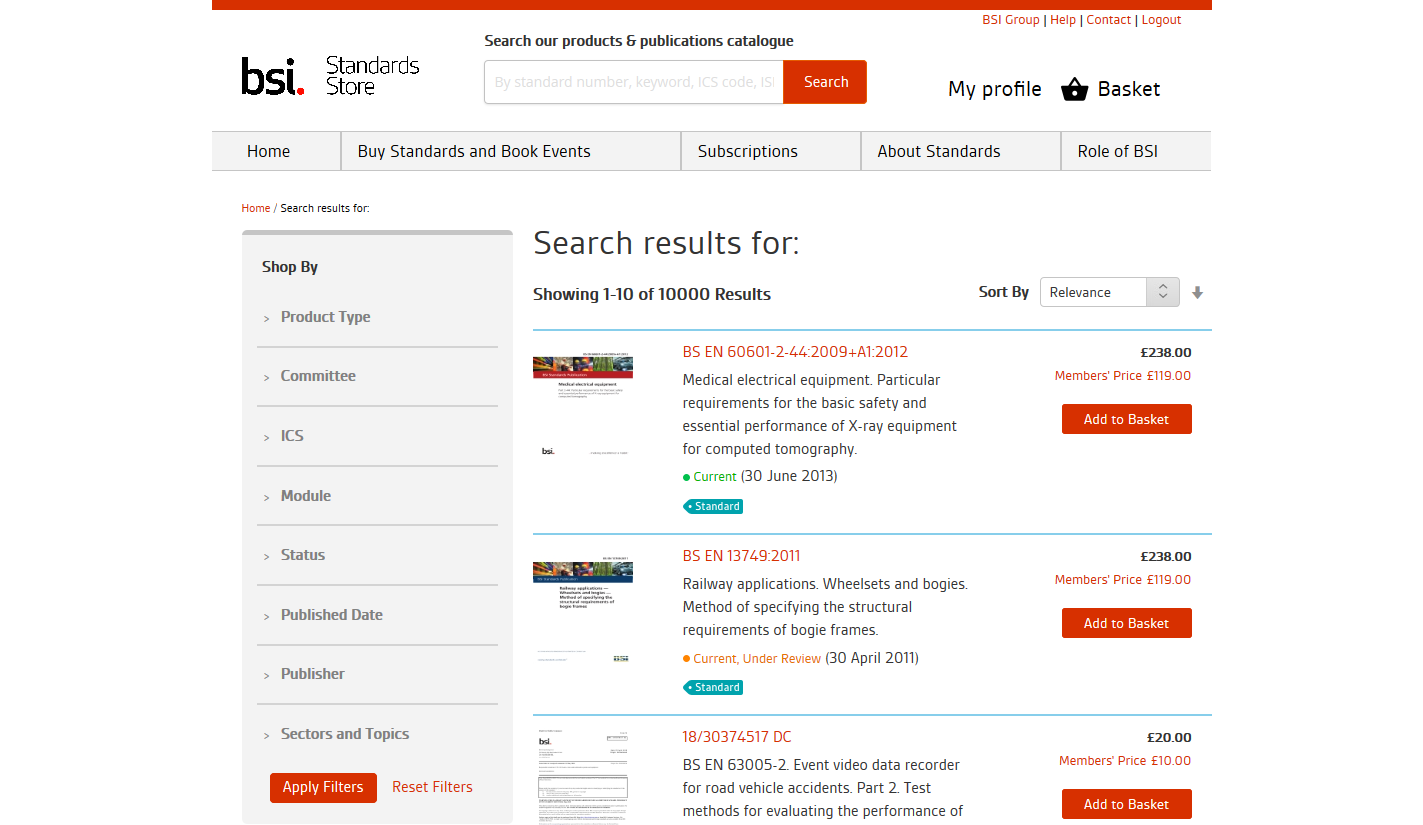 BSI Group | Help | Contact | Logout
Search our products & publications catalogue
bsi. Standards Store
By standard number, keyword, ICS code, ISI
Search
My profile
Basket
Home
Buy Standards and Book Events
Subscriptions
About Standards
Role of BSI
Home / Search results for:
Shop By
> Product Type
> Committee
> ICS
> Module
> Status
> Published Date
> Publisher
> Sectors and Topics
Apply Filters
Reset Filters
Search results for:
Showing 1-10 of 10000 Results
Sort By
Relevance
Medical electrical equipment
bsi.
BS EN 60601-2-44:2009+A1:2012
Medical electrical equipment. Particular
requirements for the basic safety and
essential performance of X-ray equipment
for computed tomography.
Current (30 June 2013)
Standard
£238.00
Members' Price £119.00
Add to Basket
Railway applications —
Wheelsets and bogies —
Method of specifying the
structural requirements of
bogie frames
BS EN 13749:2011
Railway applications. Wheelsets and bogies.
Method of specifying the structural
requirements of bogie frames.
Current, Under Review (30 April 2011)
Standard
£238.00
Members' Price £119.00
Add to Basket
bsi.
18/30374517 DC
BS EN 63005-2. Event video data recorder
for road vehicle accidents. Part 2. Test
methods for evaluating the performance of
£20.00
Members' Price £10.00
Add to Basket